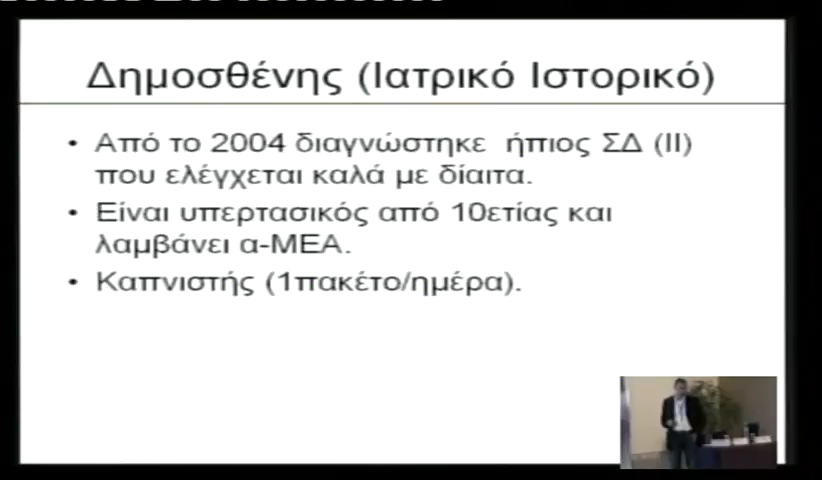 Δημοσθένης (Ιατρικό Ιστορικό)
• Από το 2004 διαγνώστηκε ήπιος ΣΔ (II)
που ελέγχεται καλά με δίαιτα.
• Είναι υπερτασικός από 10ετίας και
λαμβάνει α-ΜΕΑ.
• Καπνιστής (1πακέτο/ημέρα).